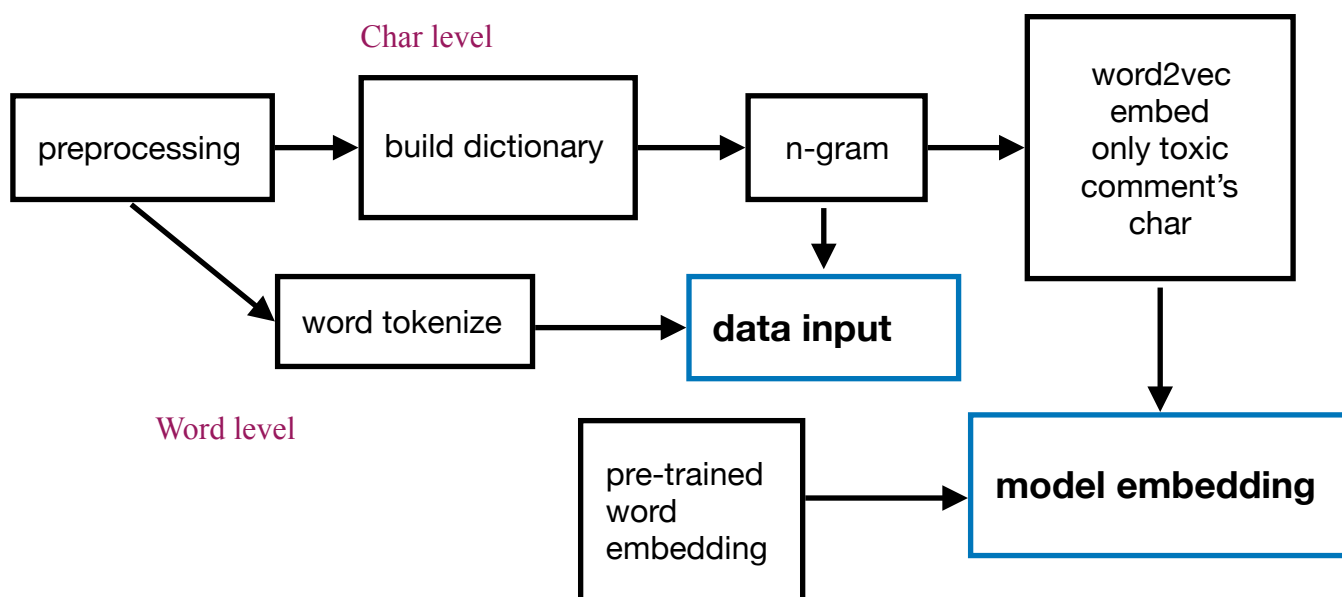 Char level
preprocessing
build dictionary
n-gram
word2vec
embed
only toxic
comment’s
char
word tokenize
data input
Word level
pre-trained
word
embedding
model embedding